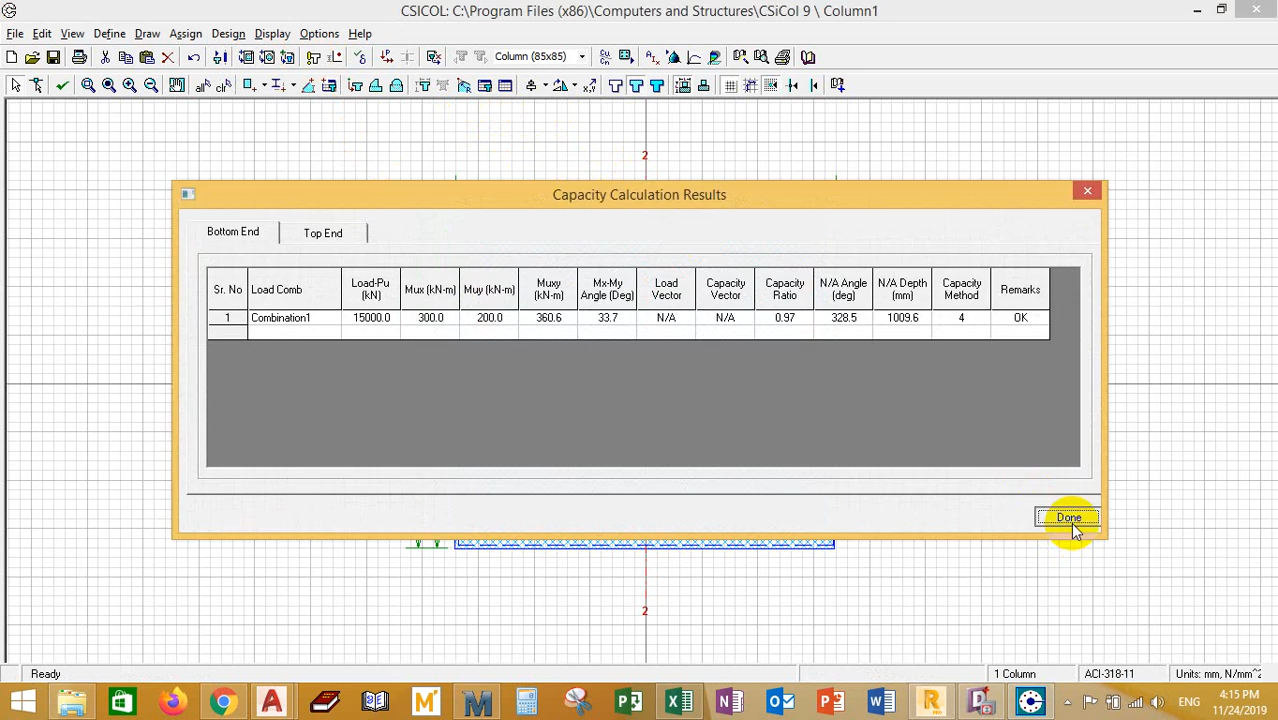 CSICOL: C:\Program Files (x86)\Computers and Structures\CSiCol 9 \ Column1
File Edit View Define Draw Assign Design Display Options Help
Column (85x85)
2
Capacity Calculation Results
Bottom End Top End
Sr. No Load Comb Load-Pu (kN) Mux (kN-m) Muy (kN-m) Muxy (kN-m) Mx-My Angle (Deg) Load Vector Capacity Vector Capacity Ratio N/A Angle (deg) N/A Depth (mm) Capacity Method Remarks
1 Combination1 15000.0 300.0 200.0 360.6 33.7 N/A N/A 0.97 328.5 1009.6 4 OK
Done
2
Ready 1 Column ACI-318-11 Units: mm, N/mm^
ENG 4:15 PM
11/24/2019